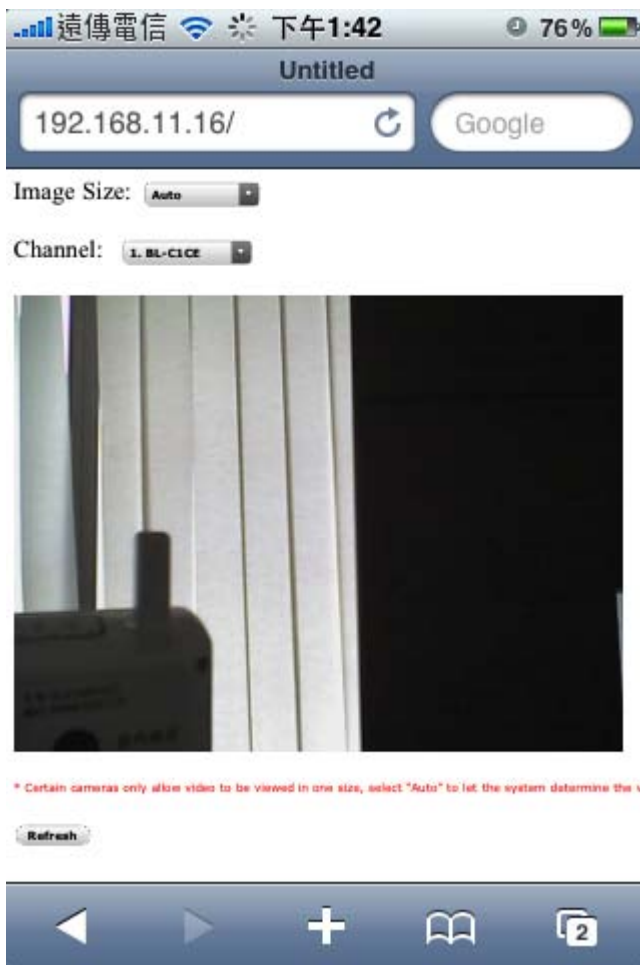 遠傳電信 下午1:42 76%
Untitled
192.168.11.16/ Google
Image Size: Auto
Channel: 1. BL-C1CE
* Certain cameras only allow video to be viewed in one size, select "Auto" to let the system determine the
Refresh
2